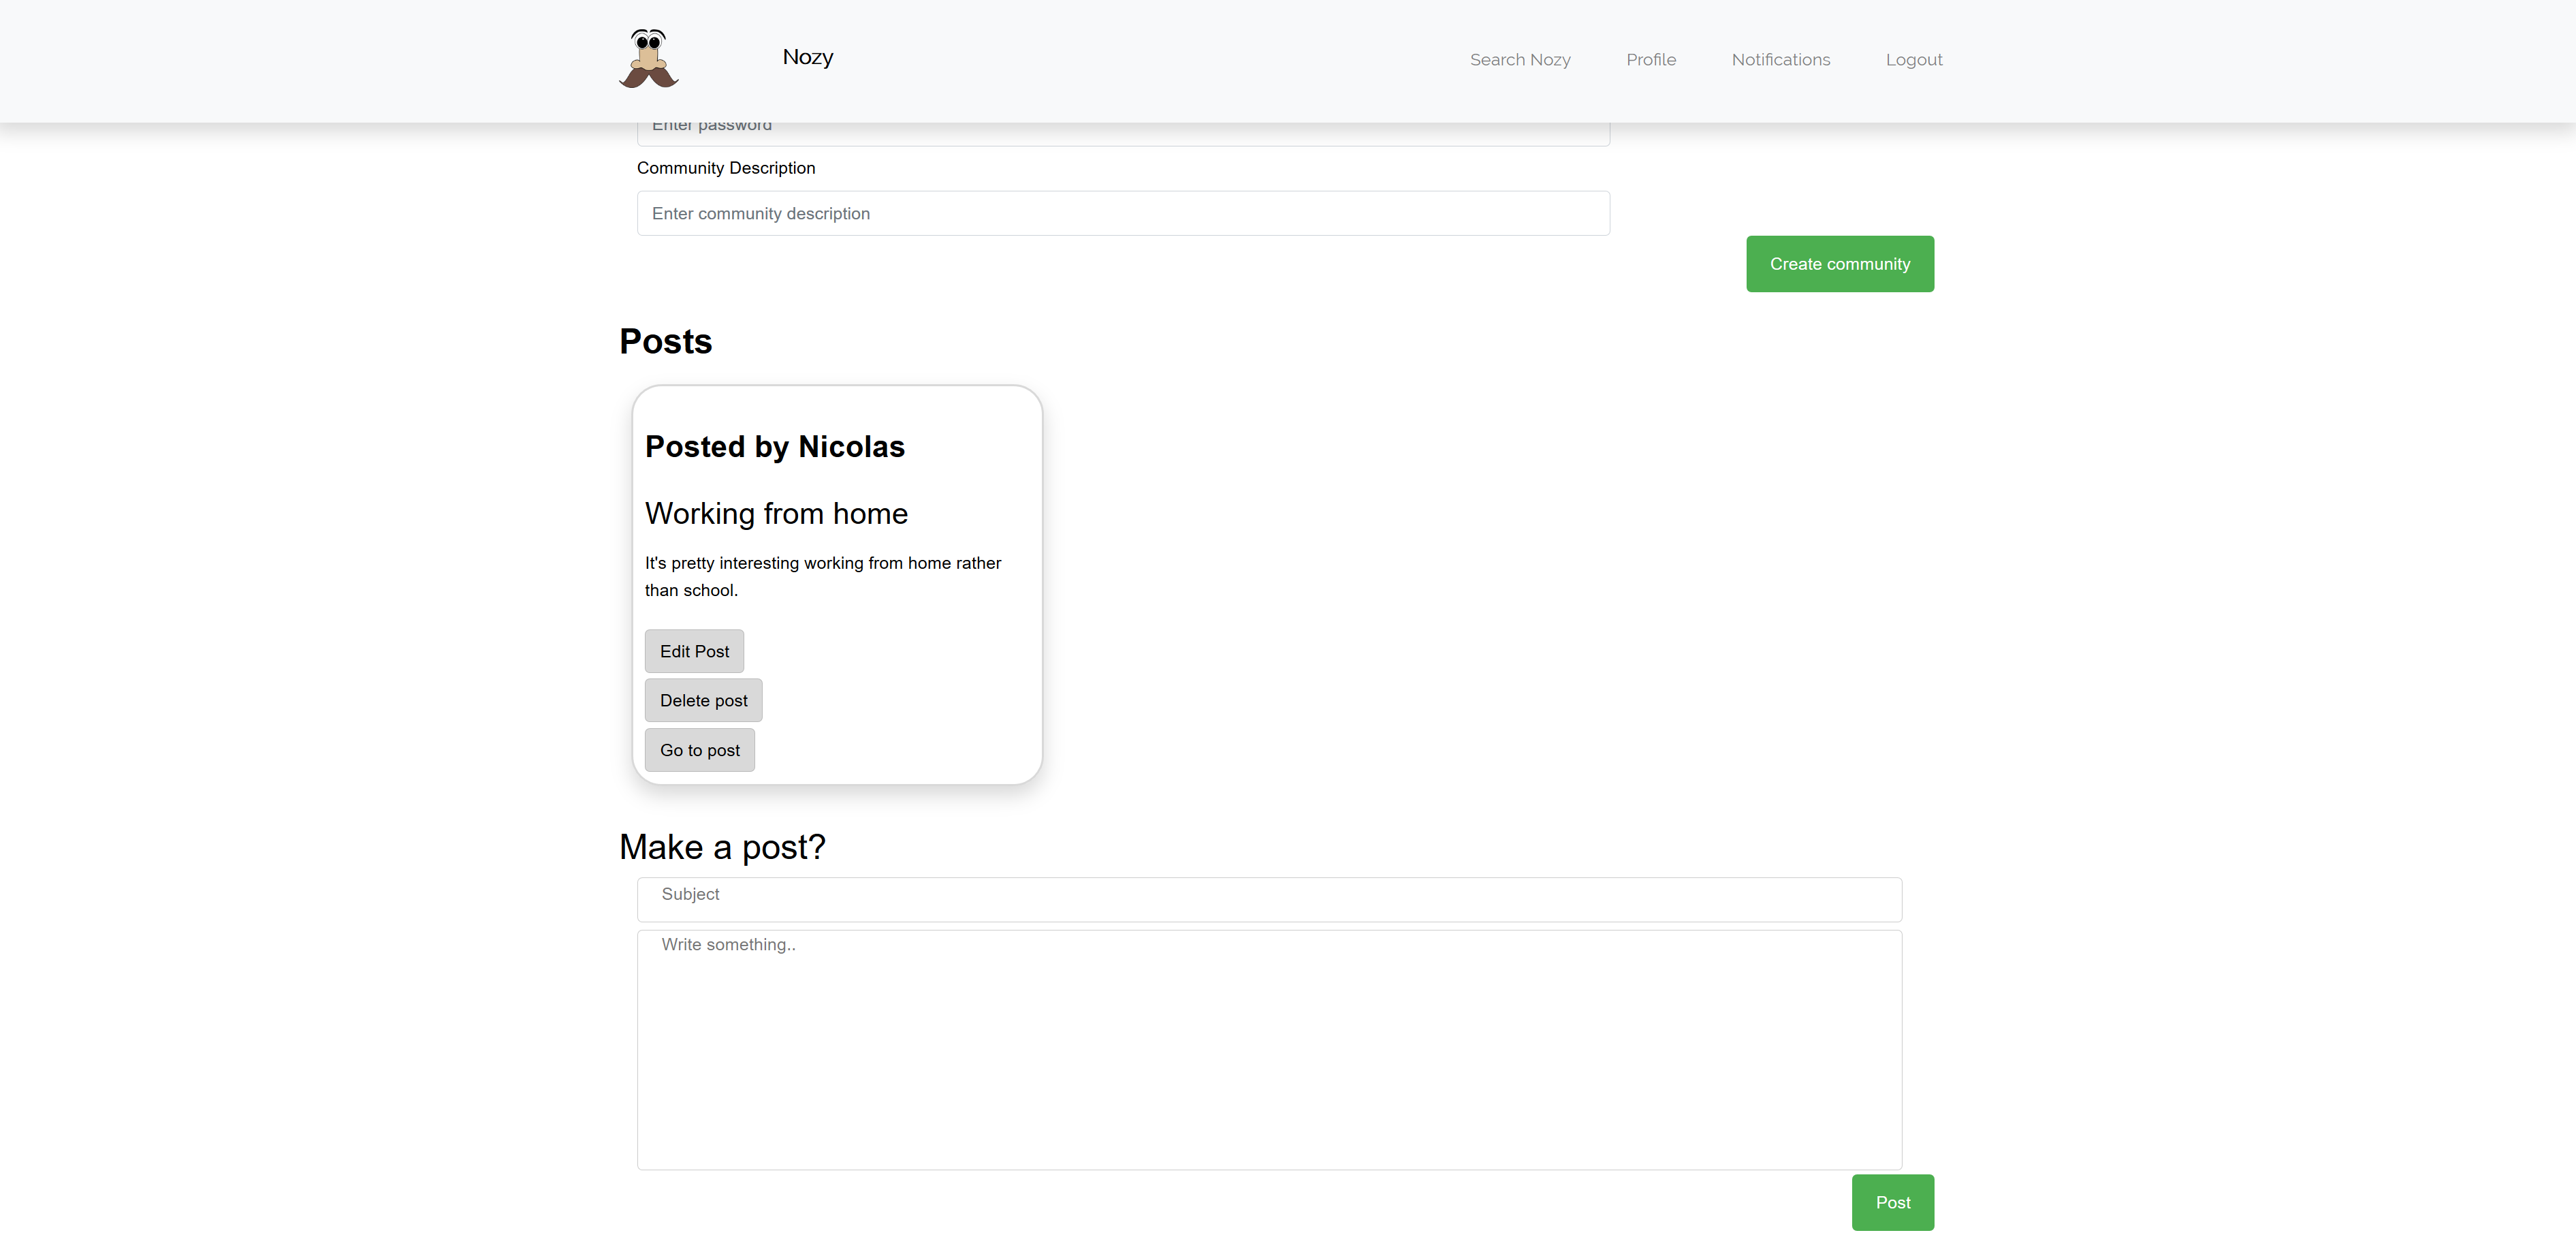 Nozy
Search Nozy
Profile
Notifications
Logout
Enter password
Community Description
Enter community description
Create community
Posts
Posted by Nicolas
Working from home
It's pretty interesting working from home rather
than school.
Edit Post
Delete post
Go to post
Make a post?
Subject
Write something..
Post